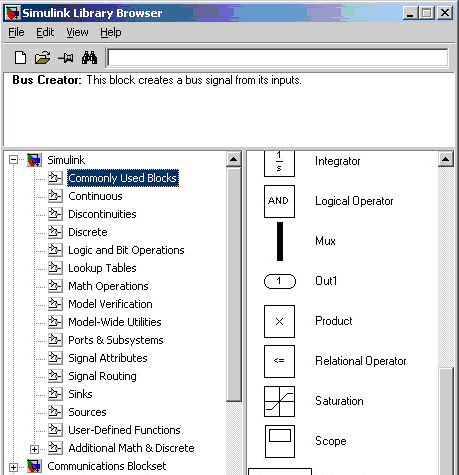 Simulink Library Browser
File Edit View Help
Bus Creator: This block creates a bus signal from its inputs.
Simulink
Commonly Used Blocks
Continuous
Discontinuities
Discrete
Logic and Bit Operations
Lookup Tables
Math Operations
Model Verification
Model-Wide Utilities
Ports & Subsystems
Signal Attributes
Signal Routing
Sinks
Sources
User-Defined Functions
Additional Math & Discrete
Communications Blockset
1
s
Integrator
AND Logical Operator
Mux
1 Out1
× Product
<= Relational Operator
Saturation
Scope